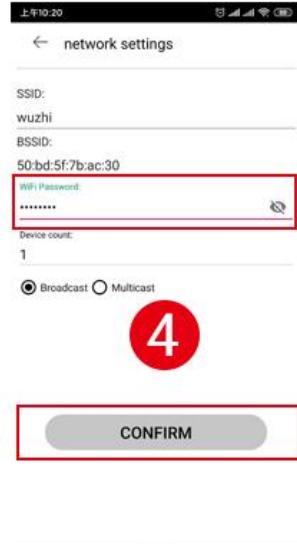 上午10:20
network settings
SSID:
wuzhi
BSSID:
50:bd:5f:7b:ac:30
WiFi Password:
••••••••
Device count:
1
Broadcast Multicast
4
CONFIRM